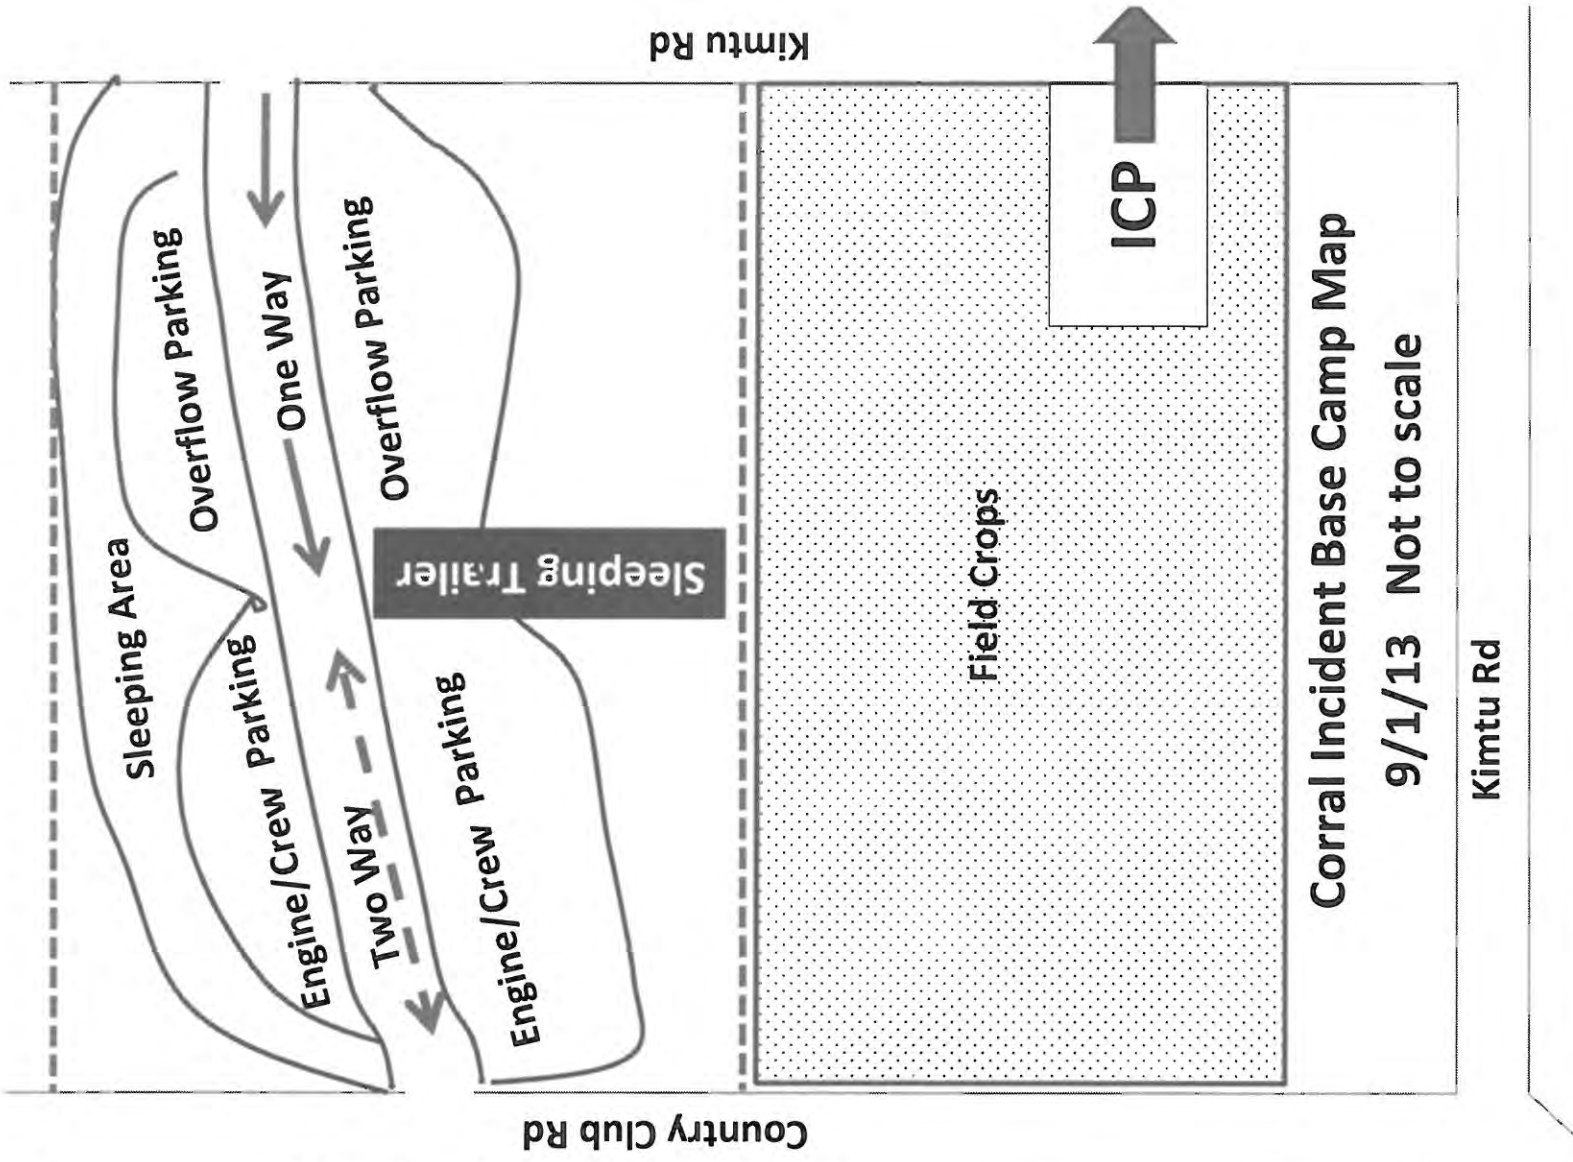 Kimtu Rd
Sleeping Area
Overflow Parking
One Way
Overflow Parking
Engine/Crew Parking
Two Way
Engine/Crew Parking
Sleeping Trailer
Country Club Rd
Field Crops
ICP
Corral Incident Base Camp Map
9/1/13 Not to scale
Kimtu Rd